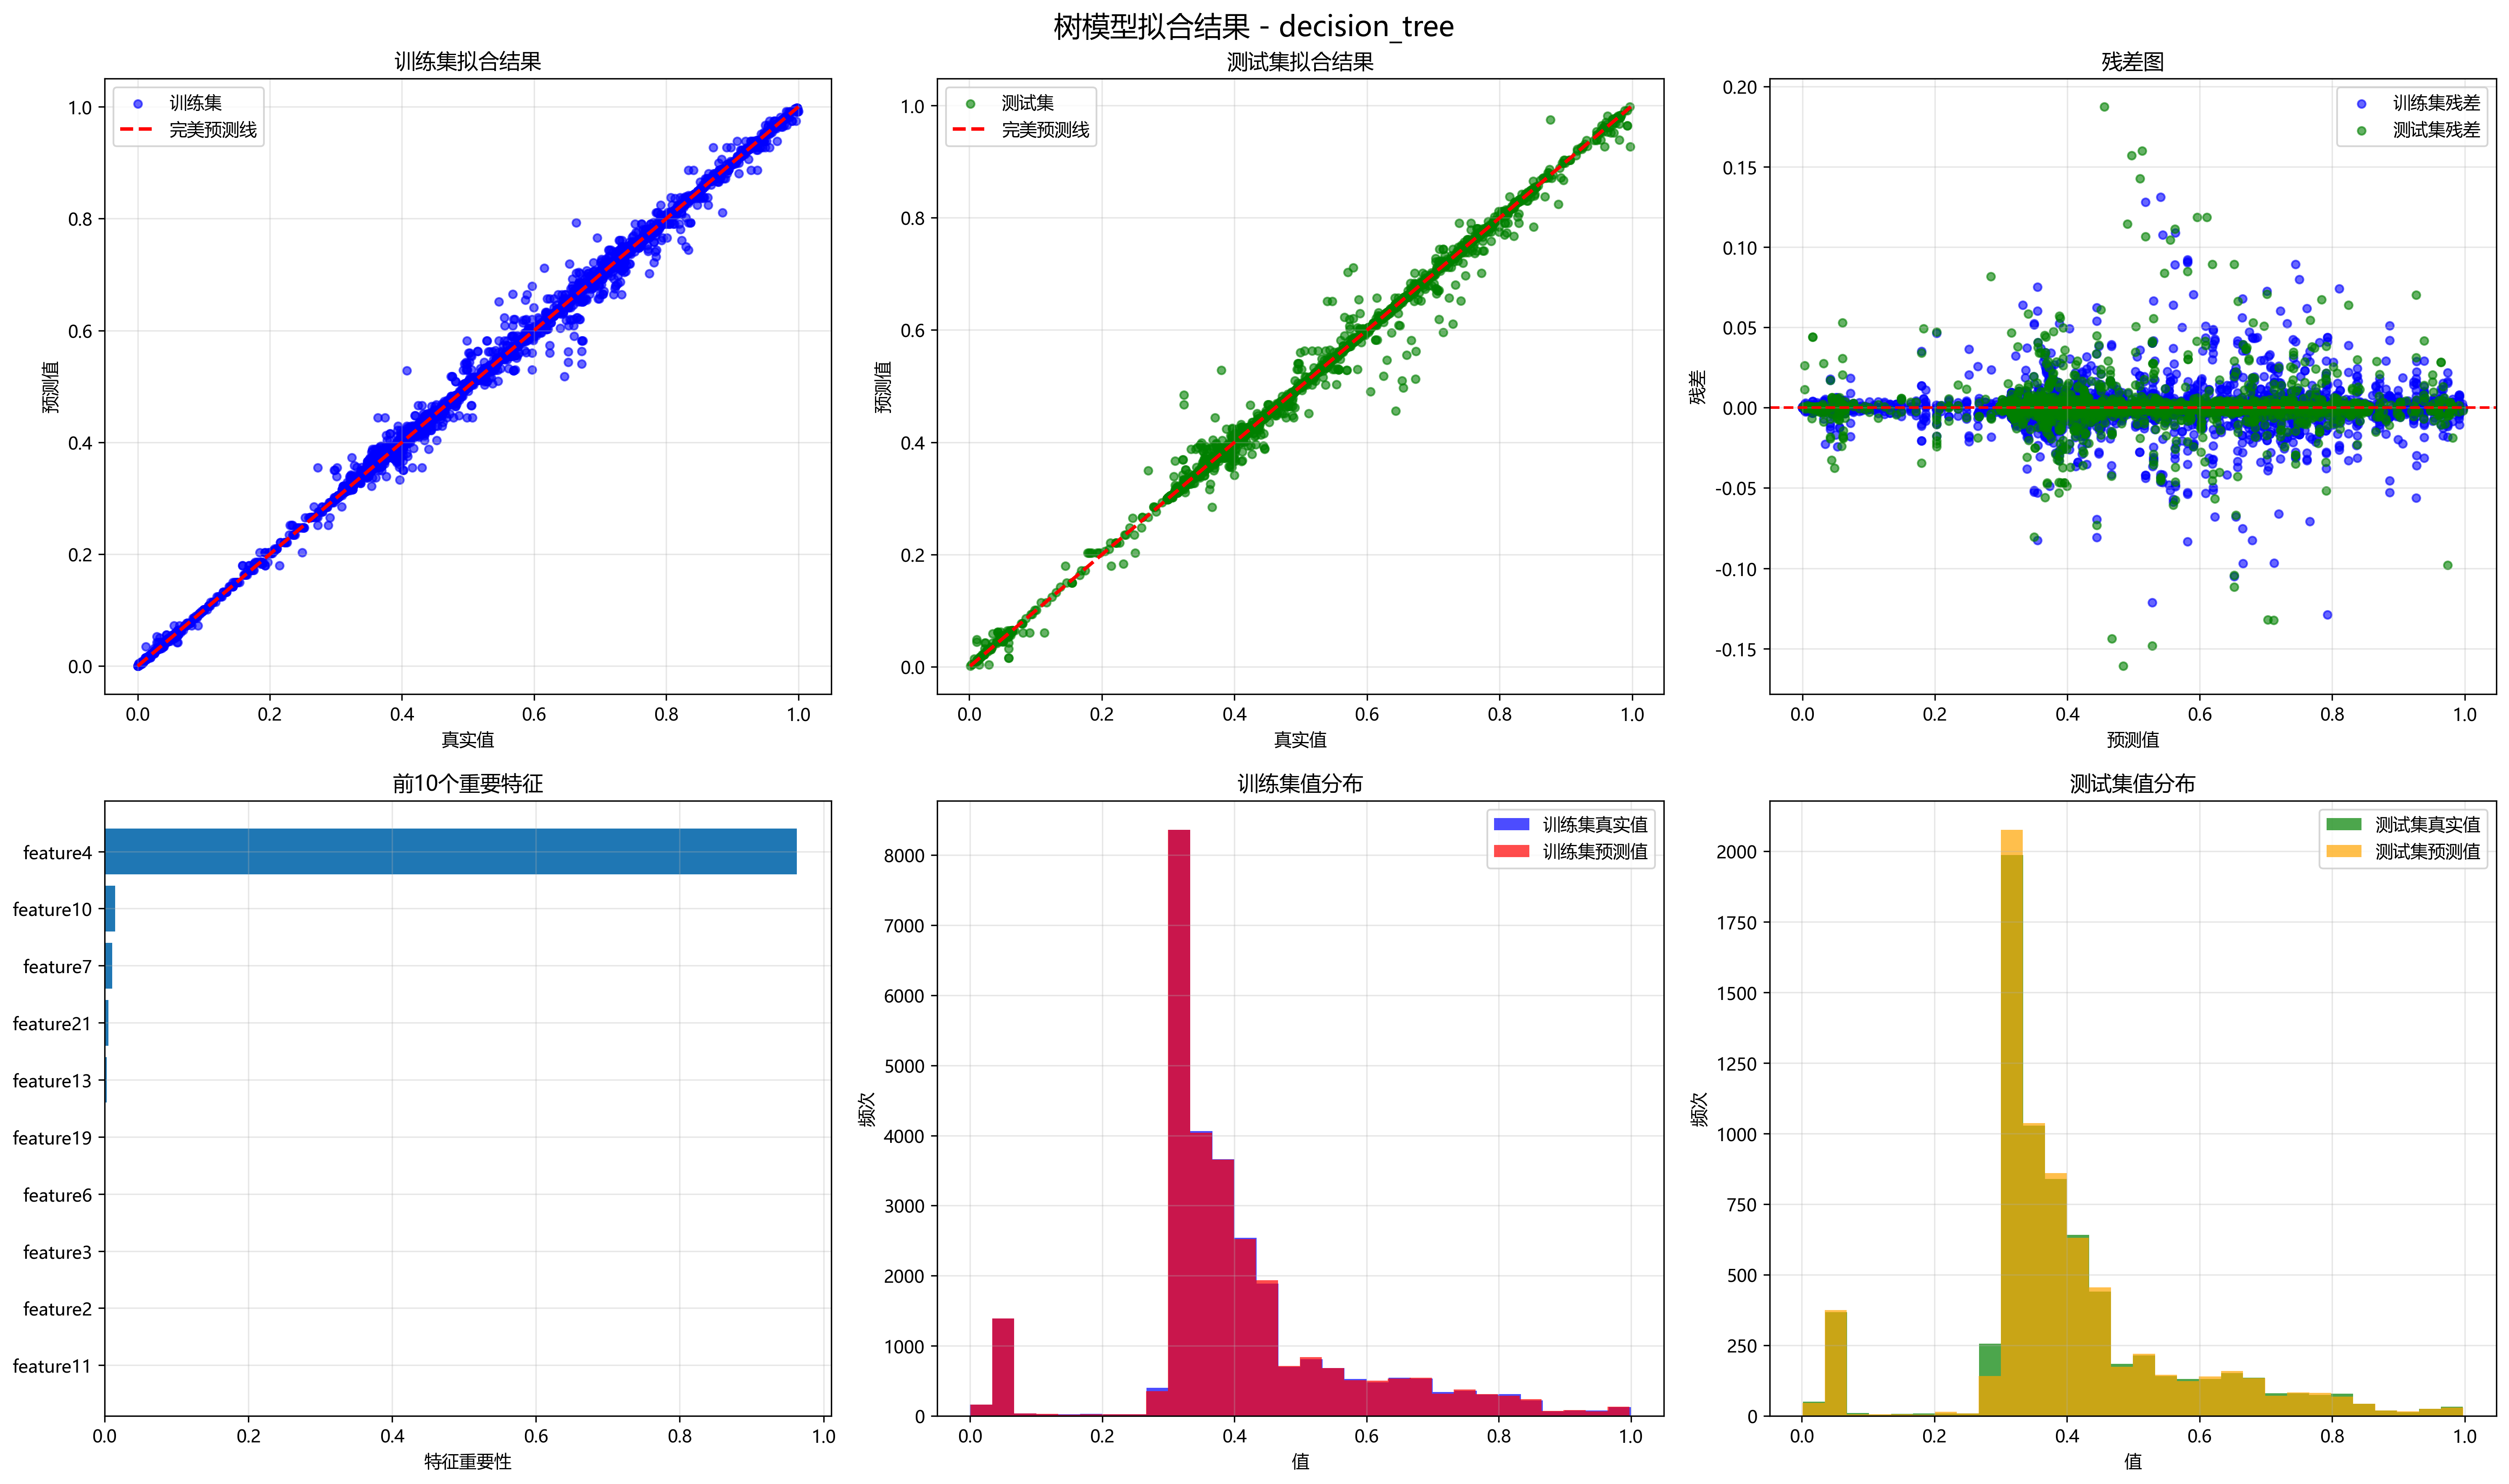 树模型拟合结果 - decision_tree
训练集拟合结果
训练集
完美预测线
预测值
1.0
0.8
0.6
0.4
0.2
0.0
0.0 0.2 0.4 0.6 0.8 1.0
真实值
测试集拟合结果
测试集
完美预测线
预测值
1.0
0.8
0.6
0.4
0.2
0.0
0.0 0.2 0.4 0.6 0.8 1.0
真实值
残差图
训练集残差
测试集残差
残差
0.20
0.15
0.10
0.05
0.00
-0.05
-0.10
-0.15
0.0 0.2 0.4 0.6 0.8 1.0
预测值
前10个重要特征
feature4
feature10
feature7
feature21
feature13
feature19
feature6
feature3
feature2
feature11
0.0 0.2 0.4 0.6 0.8 1.0
特征重要性
训练集值分布
训练集真实值
训练集预测值
频次
8000
7000
6000
5000
4000
3000
2000
1000
0
0.0 0.2 0.4 0.6 0.8 1.0
值
测试集值分布
测试集真实值
测试集预测值
频次
2000
1750
1500
1250
1000
750
500
250
0
0.0 0.2 0.4 0.6 0.8 1.0
值